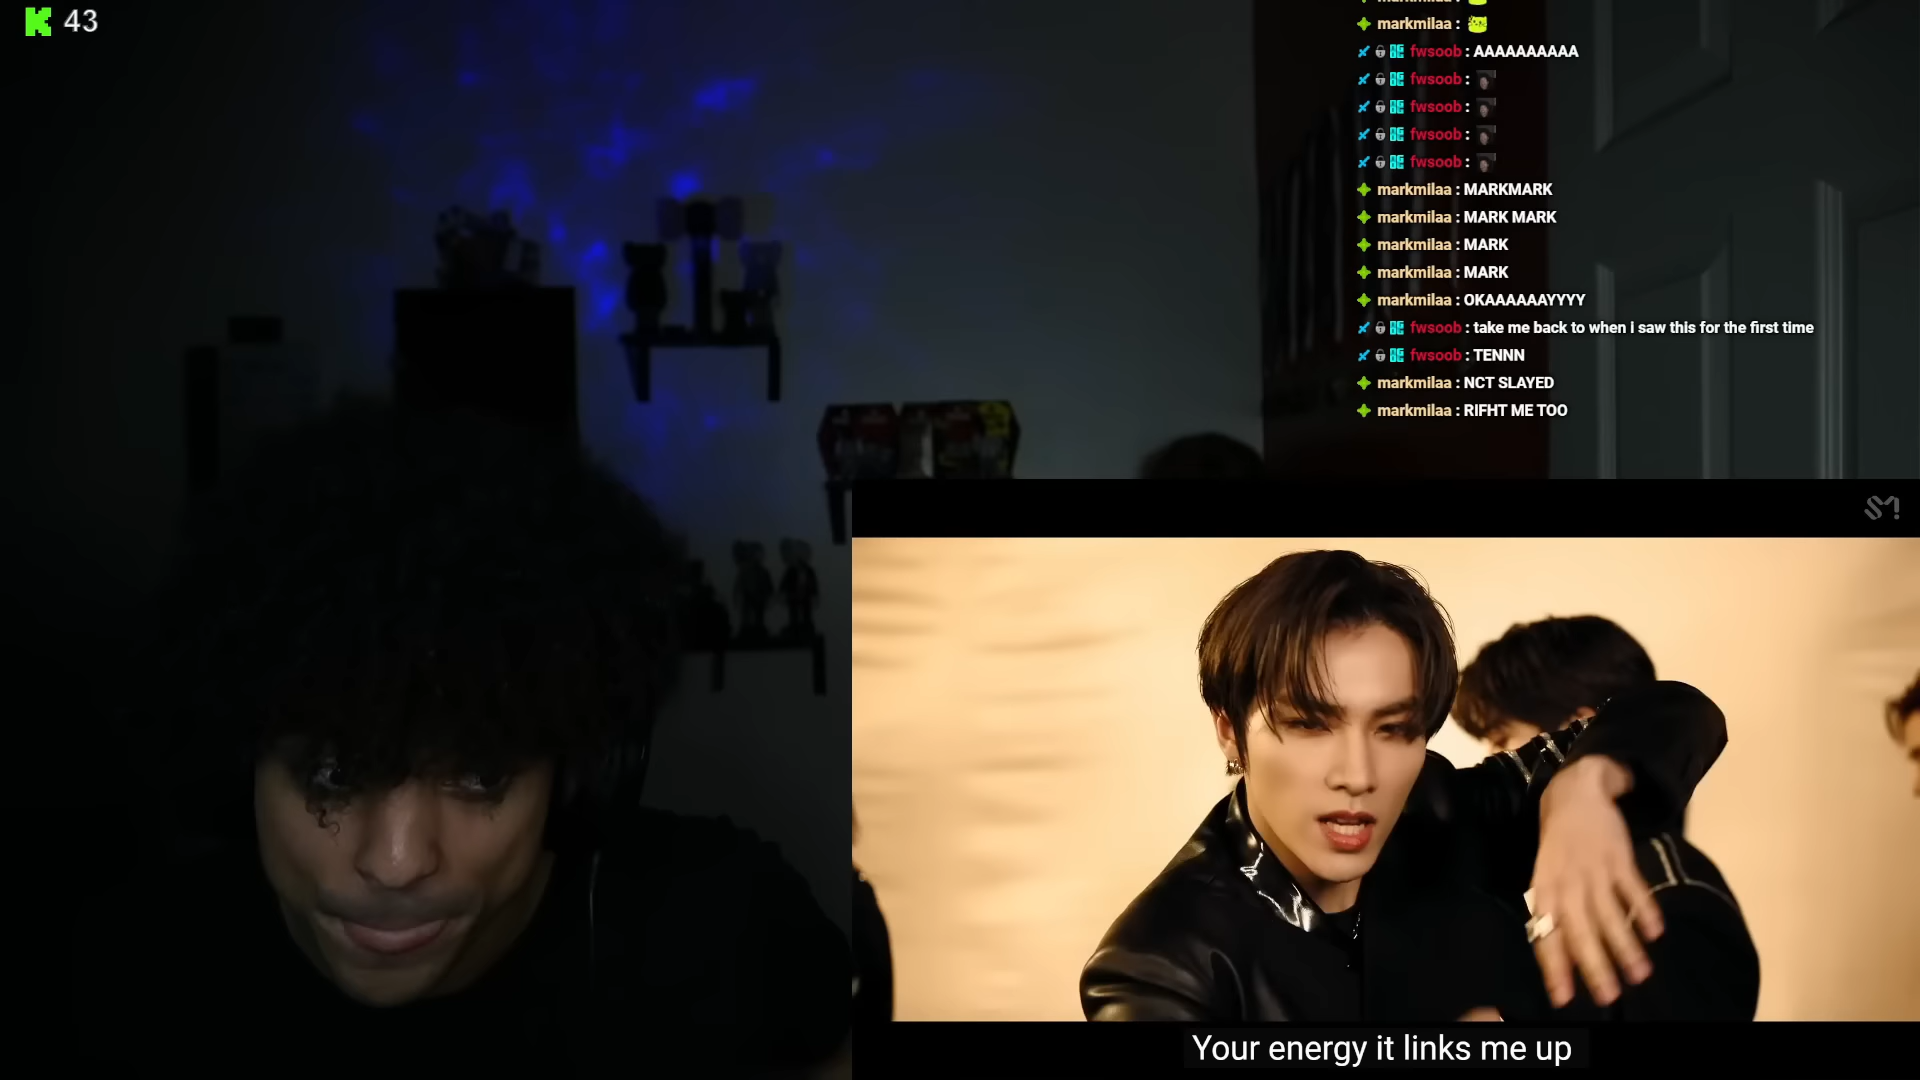 43
markmilaa :
markmilaa :
fwsoob : AAAAAAAAAA
fwsoob :
fwsoob :
fwsoob :
fwsoob :
markmilaa : MARKMARK
markmilaa : MARK MARK
markmilaa : MARK
markmilaa : MARK
markmilaa : OKAAAAAAYYYY
fwsoob : take me back to when i saw this for the first time
fwsoob : TENNN
markmilaa : NCT SLAYED
markmilaa : RIFHT ME TOO
SM
Your energy it links me up